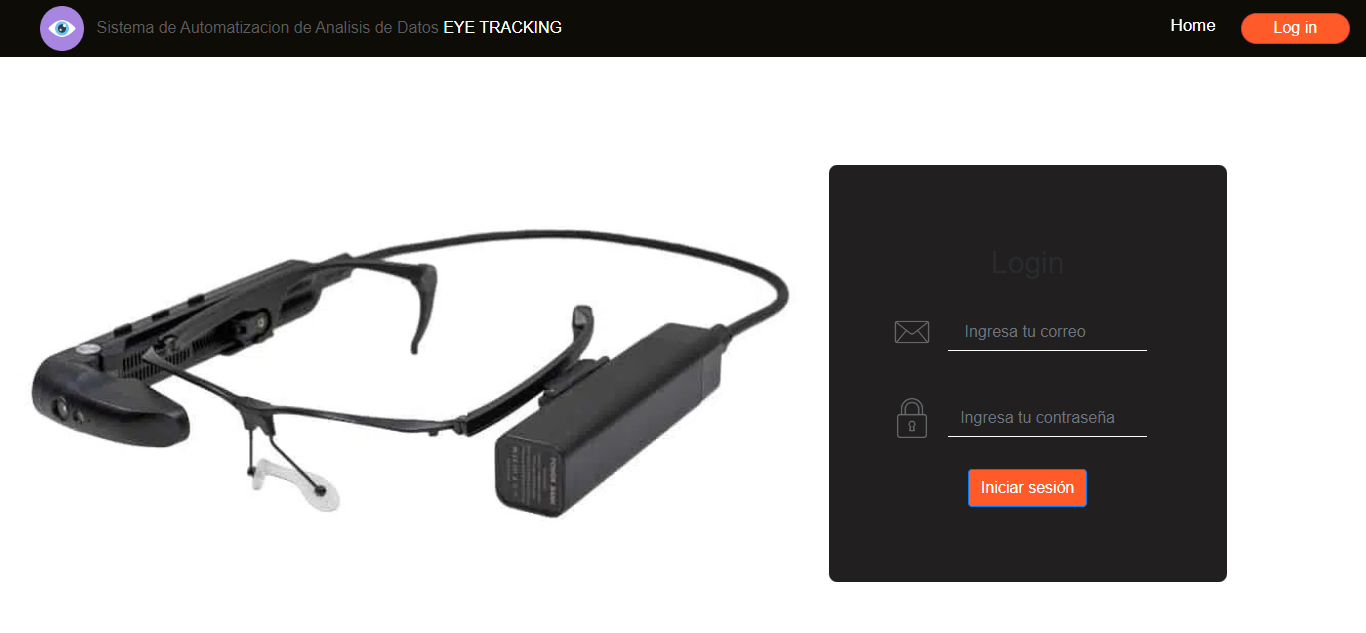 Sistema de Automatizacion de Analisis de Datos EYE TRACKING
Home
Log in
Login
Ingresa tu correo
Ingresa tu contraseña
Iniciar sesión